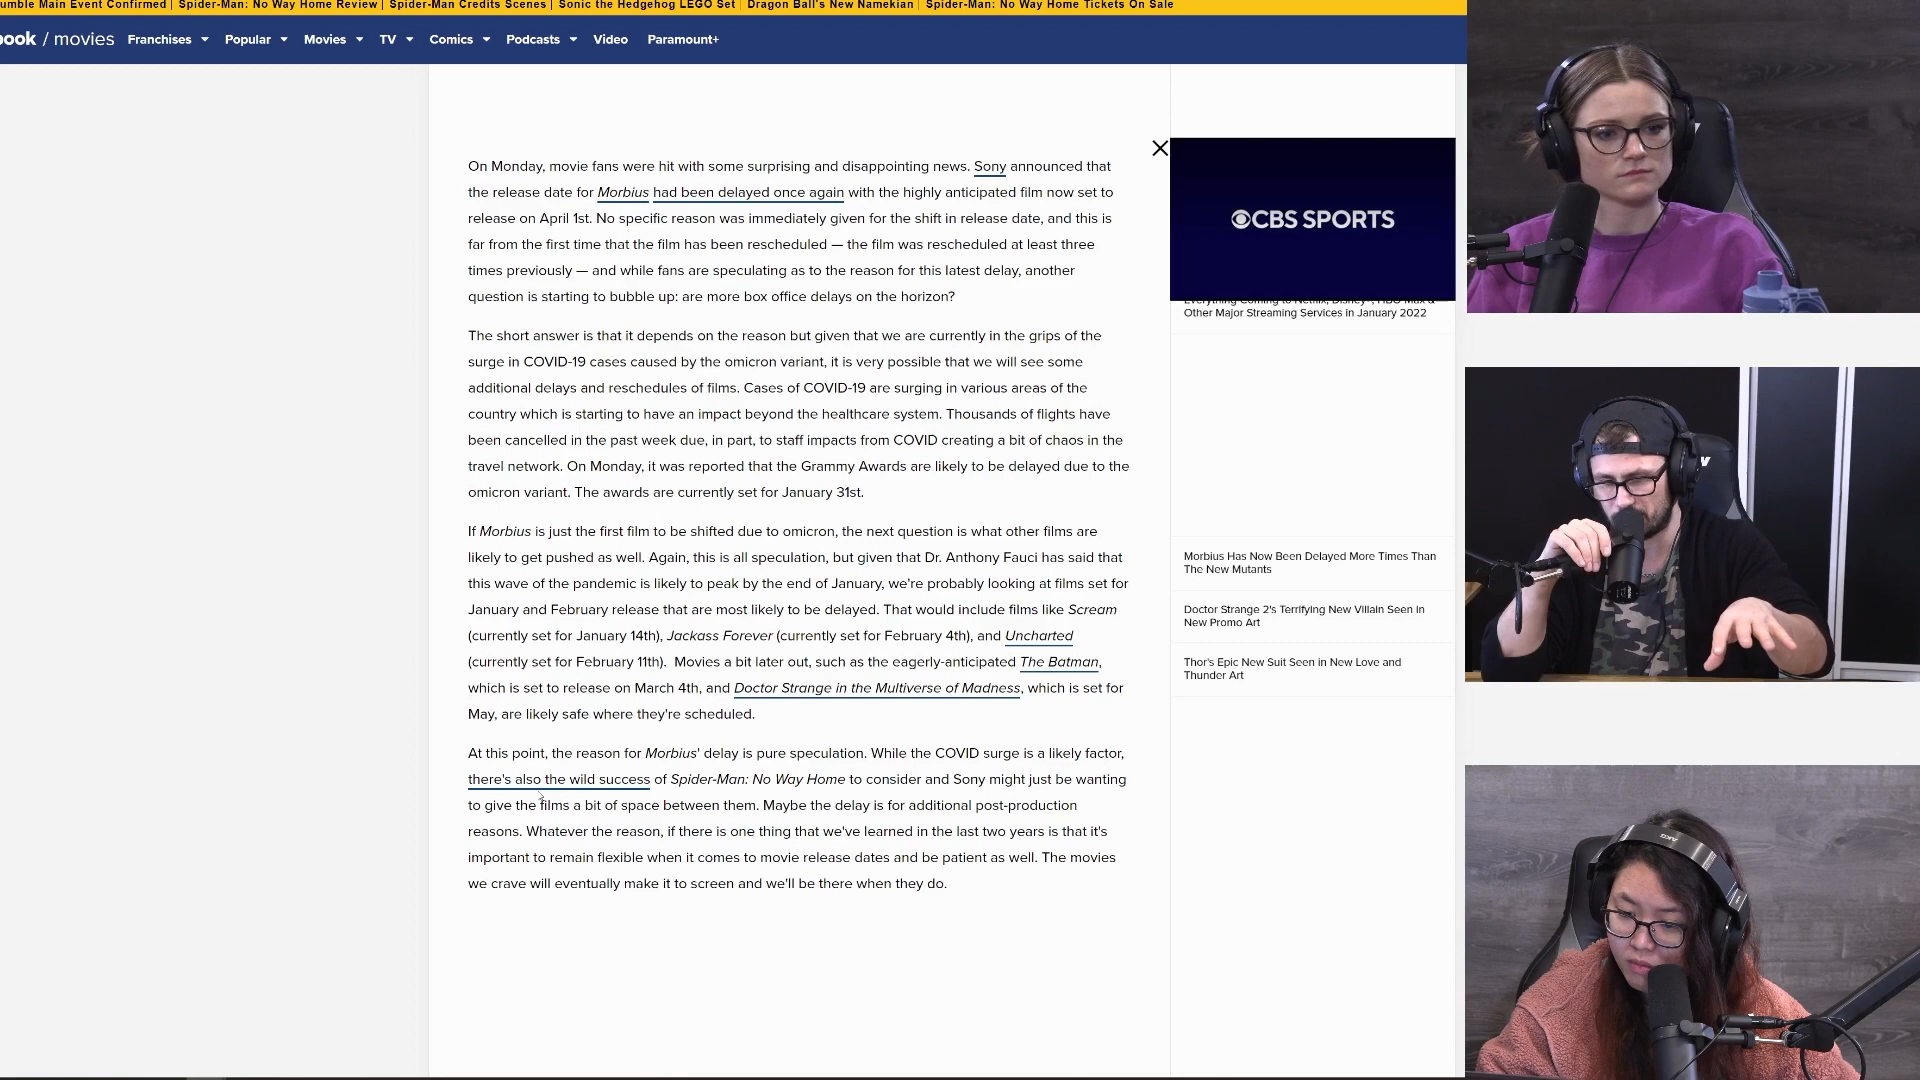 umble Main Event Confirmed | Spider-Man: No Way Home Review | Spider-Man Credits Scenes | Sonic the Hedgehog LEGO Set | Dragon Ball's New Namekian | Spider-Man: No Way Home Tickets On Sale
book / movies Franchises Popular Movies TV Comics Podcasts Video Paramount+
On Monday, movie fans were hit with some surprising and disappointing news. Sony announced that
the release date for Morbius had been delayed once again with the highly anticipated film now set to
release on April 1st. No specific reason was immediately given for the shift in release date, and this is
far from the first time that the film has been rescheduled — the film was rescheduled at least three
times previously — and while fans are speculating as to the reason for this latest delay, another
question is starting to bubble up: are more box office delays on the horizon?
The short answer is that it depends on the reason but given that we are currently in the grips of the
surge in COVID-19 cases caused by the omicron variant, it is very possible that we will see some
additional delays and reschedules of films. Cases of COVID-19 are surging in various areas of the
country which is starting to have an impact beyond the healthcare system. Thousands of flights have
been cancelled in the past week due, in part, to staff impacts from COVID creating a bit of chaos in the
travel network. On Monday, it was reported that the Grammy Awards are likely to be delayed due to the
omicron variant. The awards are currently set for January 31st.
If Morbius is just the first film to be shifted due to omicron, the next question is what other films are
likely to get pushed as well. Again, this is all speculation, but given that Dr. Anthony Fauci has said that
this wave of the pandemic is likely to peak by the end of January, we're probably looking at films set for
January and February release that are most likely to be delayed. That would include films like Scream
(currently set for January 14th), Jackass Forever (currently set for February 4th), and Uncharted
(currently set for February 11th). Movies a bit later out, such as the eagerly-anticipated The Batman,
which is set to release on March 4th, and Doctor Strange in the Multiverse of Madness, which is set for
May, are likely safe where they're scheduled.
At this point, the reason for Morbius' delay is pure speculation. While the COVID surge is a likely factor,
there's also the wild success of Spider-Man: No Way Home to consider and Sony might just be wanting
to give the films a bit of space between them. Maybe the delay is for additional post-production
reasons. Whatever the reason, if there is one thing that we've learned in the last two years is that it's
important to remain flexible when it comes to movie release dates and be patient as well. The movies
we crave will eventually make it to screen and we'll be there when they do.
CBS SPORTS
Everything Coming to Netflix, Disney+, HBO Max &
Other Major Streaming Services in January 2022
Morbius Has Now Been Delayed More Times Than
The New Mutants
Doctor Strange 2's Terrifying New Villain Seen in
New Promo Art
Thor's Epic New Suit Seen in New Love and
Thunder Art
AKG